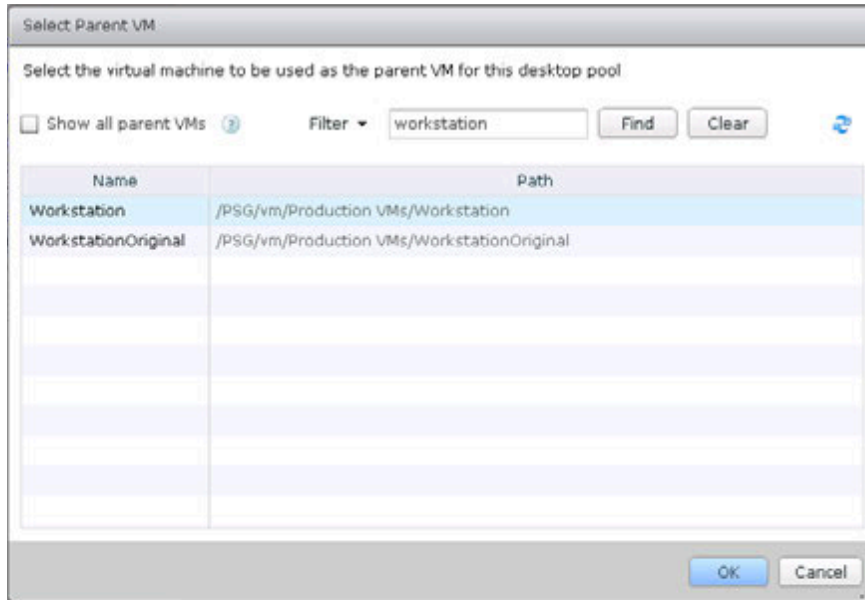 Select Parent VM
Select the virtual machine to be used as the parent VM for this desktop pool
Show all parent VMs ? Filter workstation Find Clear
Name Path
Workstation /PSG/vm/Production VMs/Workstation
WorkstationOriginal /PSG/vm/Production VMs/WorkstationOriginal
OK Cancel